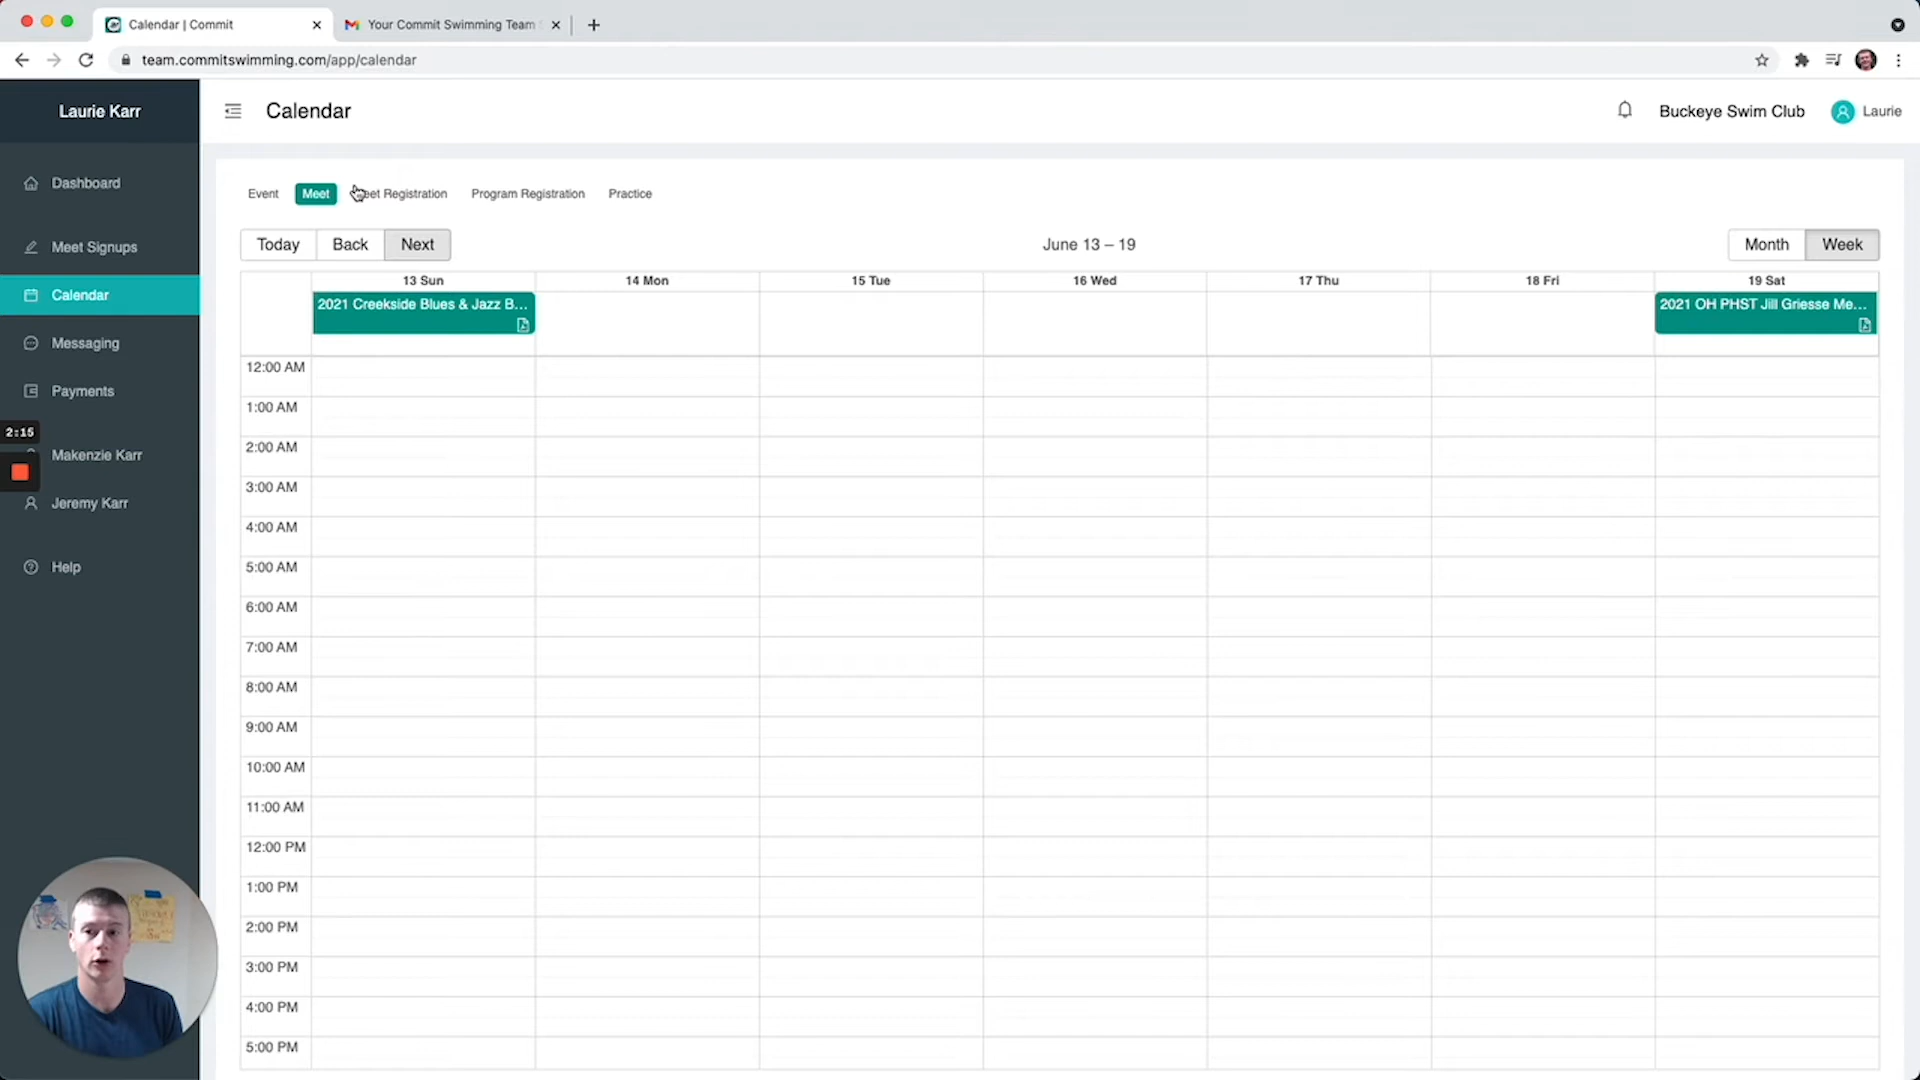 Calendar | Commit
Your Commit Swimming Team
team.commitswimming.com/app/calendar
Laurie Karr
Calendar
Buckeye Swim Club
Laurie
Dashboard
Meet Signups
Calendar
Messaging
Payments
2:15
Makenzie Karr
Jeremy Karr
Help
Event Meet eet Registration Program Registration Practice
Today Back Next
June 13 – 19
Month Week
13 Sun 14 Mon 15 Tue 16 Wed 17 Thu 18 Fri 19 Sat
2021 Creekside Blues & Jazz B...
2021 OH PHST Jill Griesse Me...
12:00 AM
1:00 AM
2:00 AM
3:00 AM
4:00 AM
5:00 AM
6:00 AM
7:00 AM
8:00 AM
9:00 AM
10:00 AM
11:00 AM
12:00 PM
1:00 PM
2:00 PM
3:00 PM
4:00 PM
5:00 PM